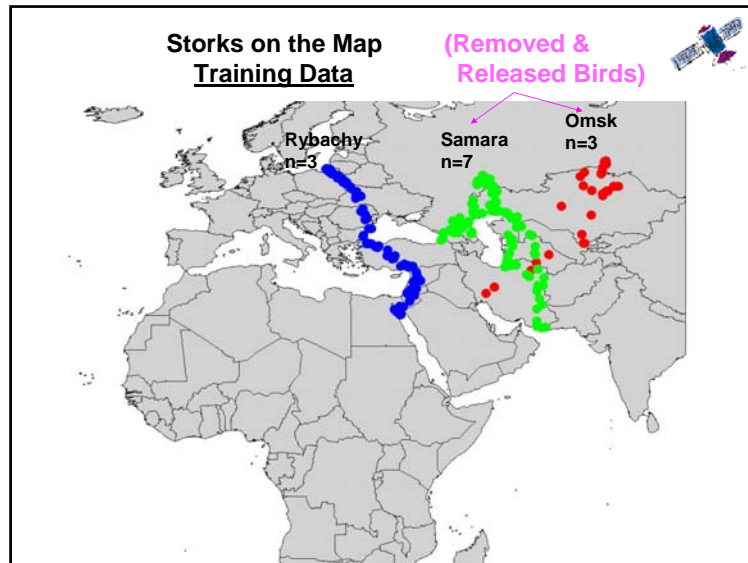 Storks on the Map
Training Data
(Removed &
Released Birds)
Rybachy
n=3
Samara
n=7
Omsk
n=3